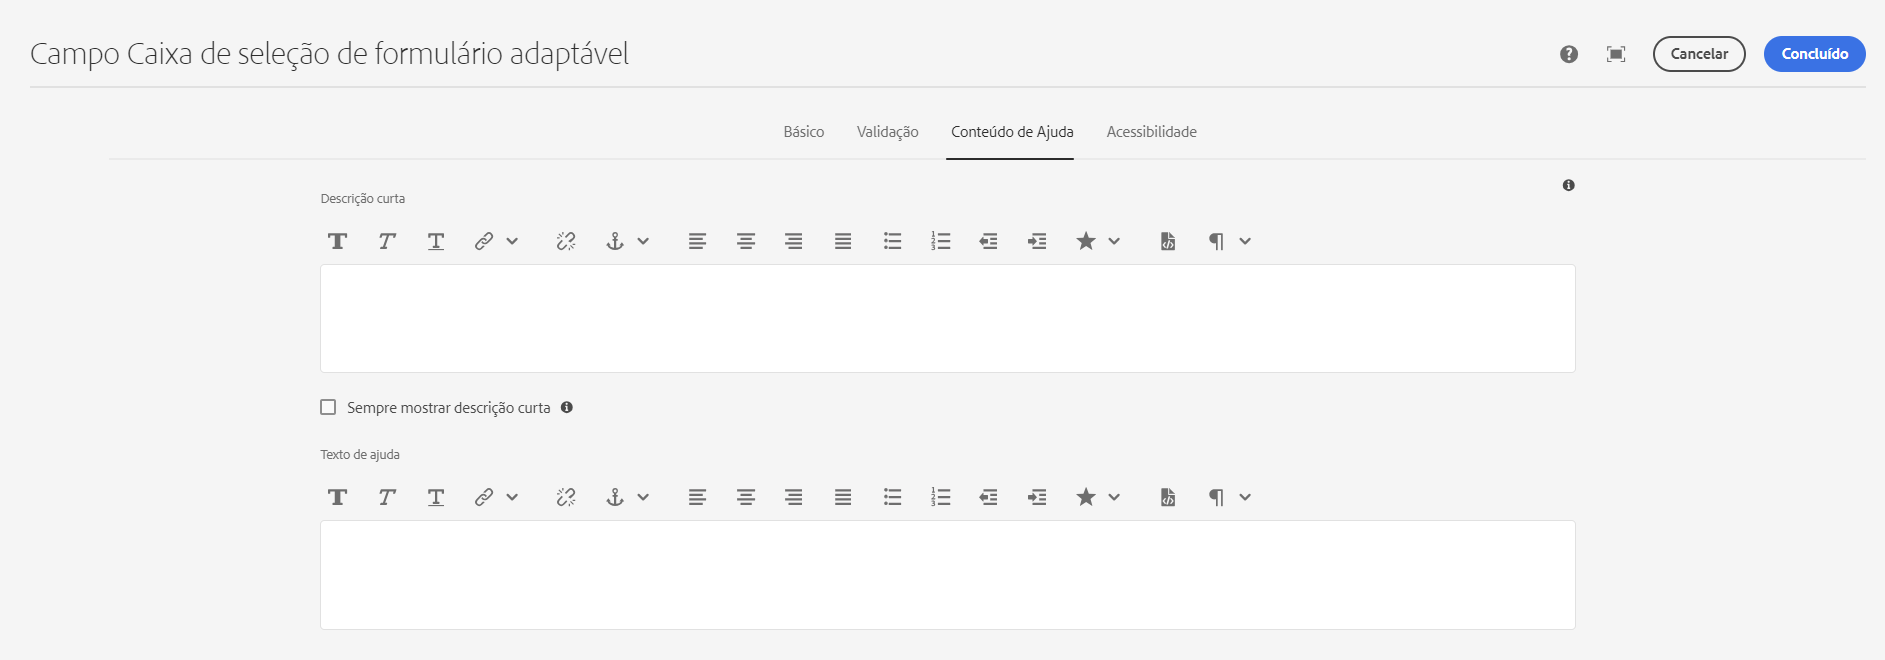 Campo Caixa de seleção de formulário adaptável
Cancelar
Concluído
Básico
Validação
Conteúdo de Ajuda
Acessibilidade
Descrição curta
Sempre mostrar descrição curta
Texto de ajuda